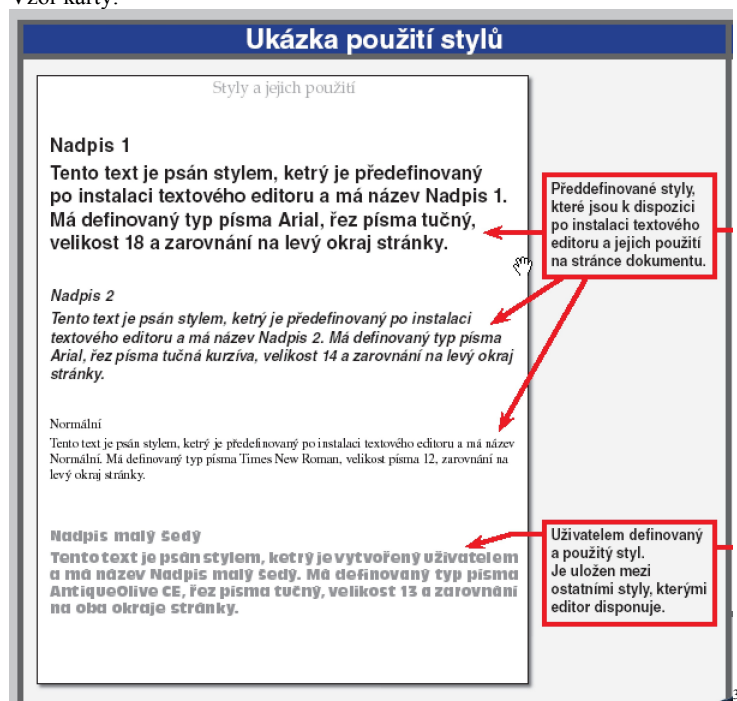 Vzor karty:
Ukázka použití stylů
Styly a jejich použití
Nadpis 1
Tento text je psán stylem, ketrý je předefinovaný
po instalaci textového editoru a má název Nadpis 1.
Má definovaný typ písma Arial, řez písma tučný,
velikost 18 a zarovnání na levý okraj stránky.
Předdefinované styly,
které jsou k dispozici
po instalaci textového
editoru a jejich použití
na stránce dokumentu.
Nadpis 2
Tento text je psán stylem, ketrý je předefinovaný po instalaci
textového editoru a má název Nadpis 2. Má definovaný typ písma
Arial, řez písma tučná kurzíva, velikost 14 a zarovnání na levý okraj
stránky.
Normální
Tento text je psán stylem, ketrý je předefinovaný po instalaci textového editoru a má název
Normální. Má definovaný typ písma Times New Roman, velikost písma 12, zarovnání na
levý okraj stránky.
Nadpis malý šedý
Tento text je psán stylem, ketrý je vytvořený uživatelem
a má název Nadpis malý šedý. Má definovaný typ písma
AntiqueOlive CE, řez písma tučný, velikost 13 a zarovnání
na oba okraje stránky.
Uživatelem definovaný
a použitý styl.
Je uložen mezi
ostatními styly, kterými
editor disponuje.